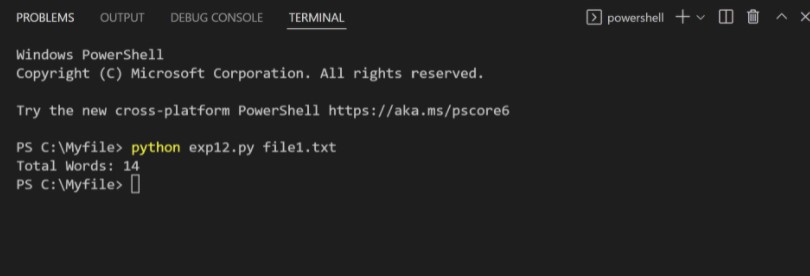 PROBLEMS OUTPUT DEBUG CONSOLE TERMINAL powershell
Windows PowerShell
Copyright (C) Microsoft Corporation. All rights reserved.
Try the new cross-platform PowerShell https://aka.ms/pscore6
PS C:\Myfile> python exp12.py file1.txt
Total Words: 14
PS C:\Myfile>